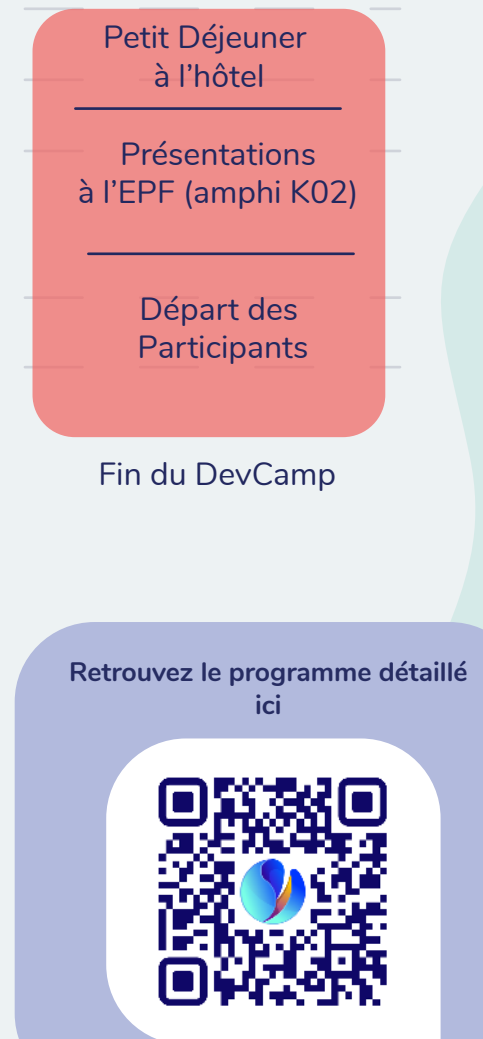 Petit Déjeuner
à l’hôtel
Présentations
à l’EPF (amphi K02)
Départ des
Participants
Fin du DevCamp
Retrouvez le programme détaillé
ici